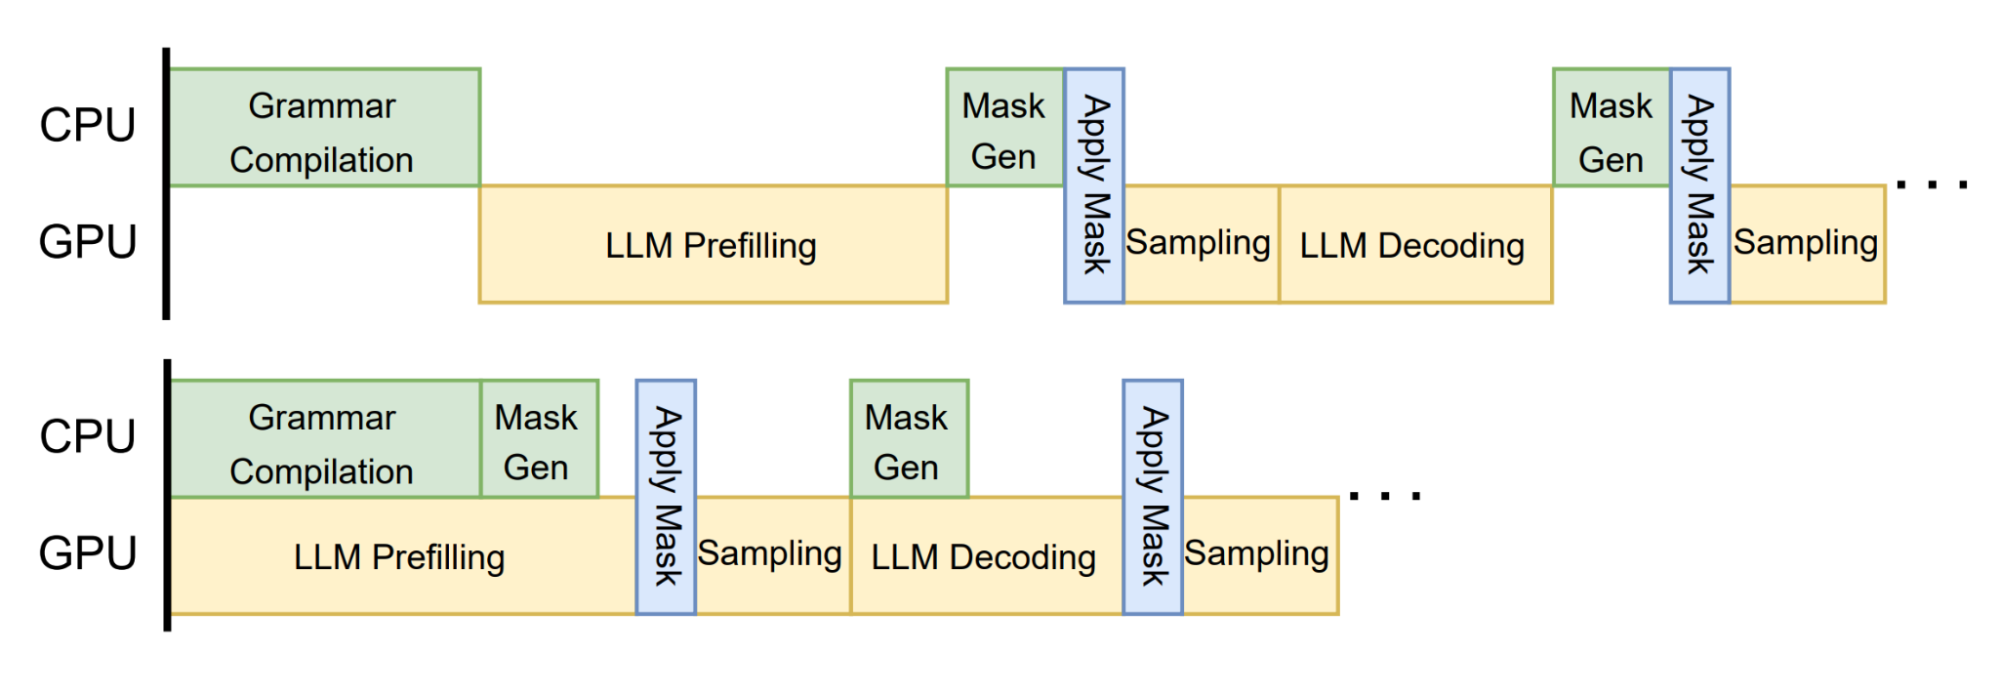 CPU
Grammar
Compilation
Mask
Gen
Apply Mask
Mask
Gen
Apply Mask
GPU
LLM Prefilling
Sampling
LLM Decoding
Sampling
. . .
CPU
Grammar
Compilation
Mask
Gen
Apply Mask
Mask
Gen
Apply Mask
GPU
LLM Prefilling
Sampling
LLM Decoding
Sampling
. . .